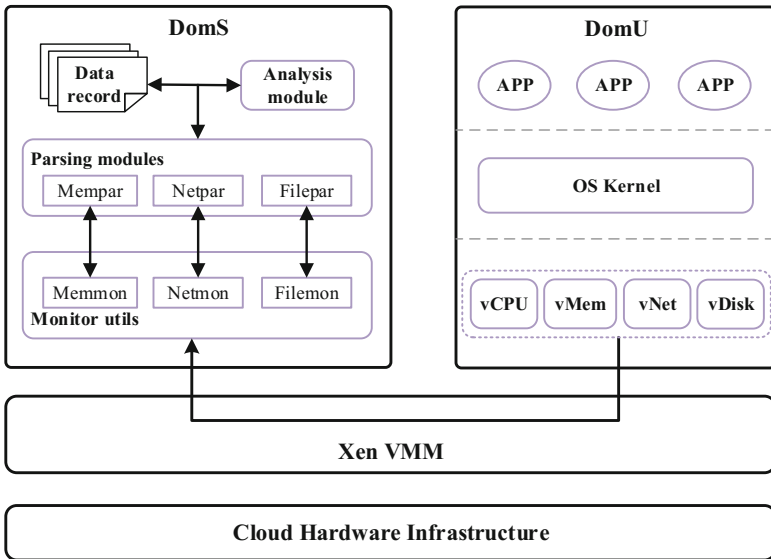 DomS
Data
record
Analysis
module
Parsing modules
Mempar
Netpar
Filepar
Memmon
Netmon
Filemon
Monitor utils
DomU
APP
APP
APP
OS Kernel
vCPU
vMem
vNet
vDisk
Xen VMM
Cloud Hardware Infrastructure